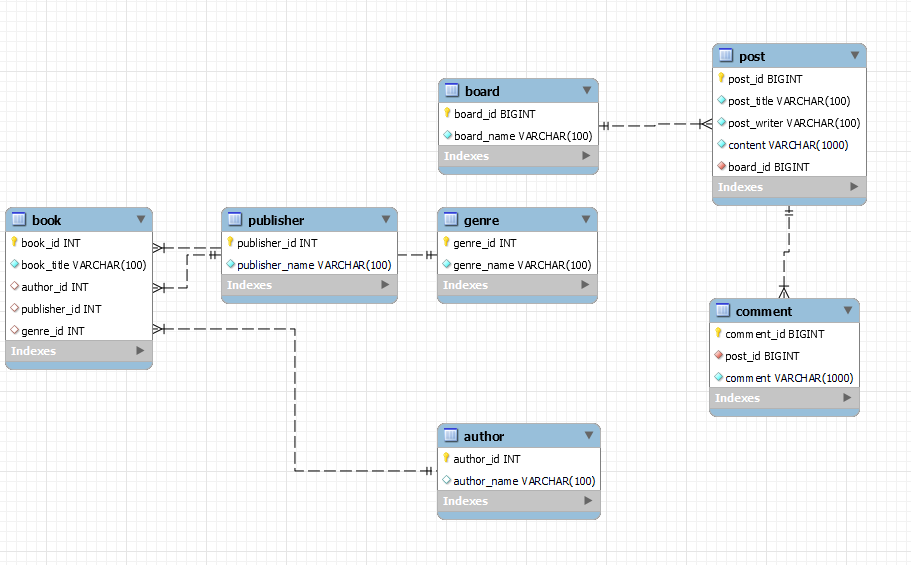 post
post_id BIGINT
post_title VARCHAR(100)
post_writer VARCHAR(100)
content VARCHAR(1000)
board_id BIGINT
Indexes
board
board_id BIGINT
board_name VARCHAR(100)
Indexes
book
book_id INT
book_title VARCHAR(100)
author_id INT
publisher_id INT
genre_id INT
Indexes
publisher
publisher_id INT
publisher_name VARCHAR(100)
Indexes
genre
genre_id INT
genre_name VARCHAR(100)
Indexes
comment
comment_id BIGINT
post_id BIGINT
comment VARCHAR(1000)
Indexes
author
author_id INT
author_name VARCHAR(100)
Indexes